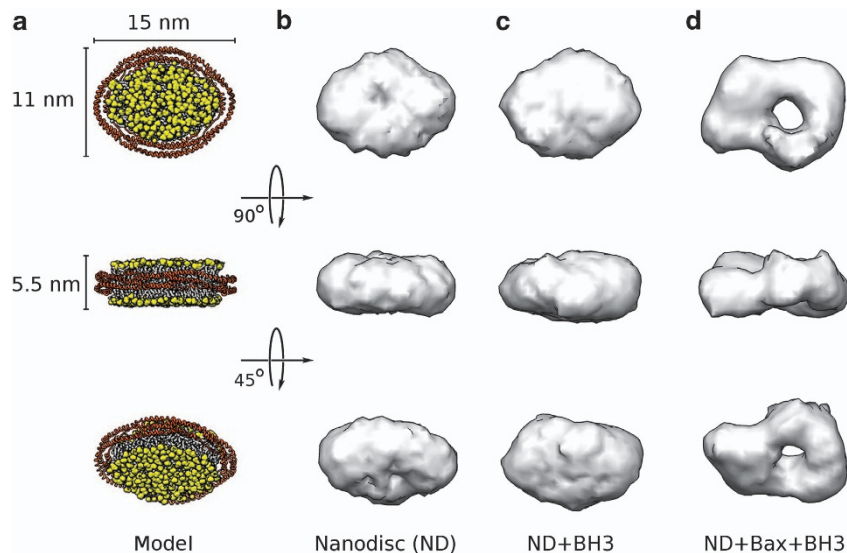 a
15 nm
b
c
d
11 nm
90°
5.5 nm
45°
Model
Nanodisc (ND)
ND+BH3
ND+Bax+BH3